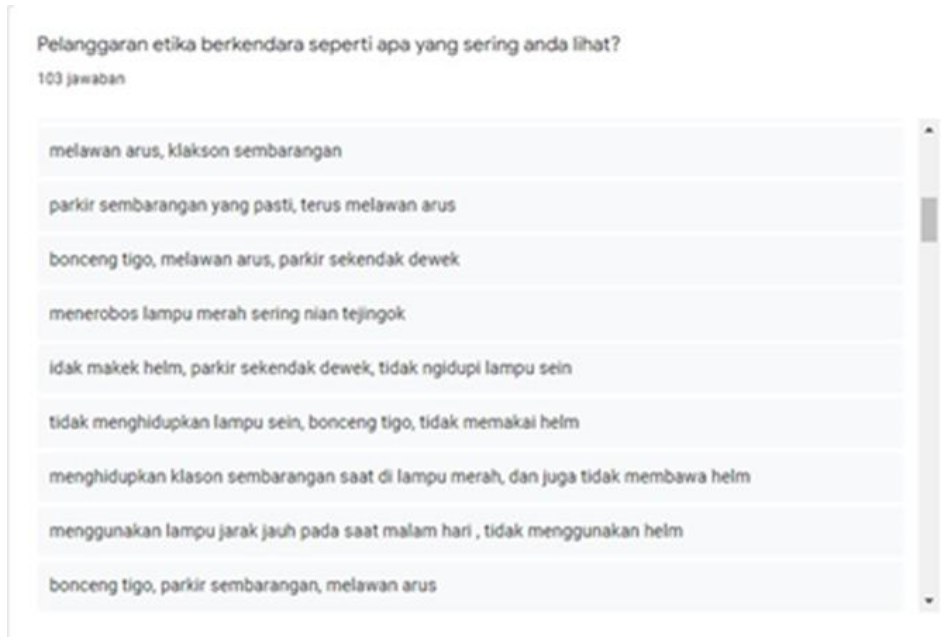 Pelanggaran etika berkendara seperti apa yang sering anda lihat?
103 jawaban
melawan arus, klakson sembarangan
parkir sembarangan yang pasti, terus melawan arus
bonceng tigo, melawan arus, parkir sekendak dewek
menerobos lampu merah sering nian tejingok
idak makek helm, parkir sekendak dewek, tidak ngidupi lampu sein
tidak menghidupkan lampu sein, bonceng tigo, tidak memakai helm
menghidupkan klason sembarangan saat di lampu merah, dan juga tidak membawa helm
menggunakan lampu jarak jauh pada saat malam hari , tidak menggunakan helm
bonceng tigo, parkir sembarangan, melawan arus